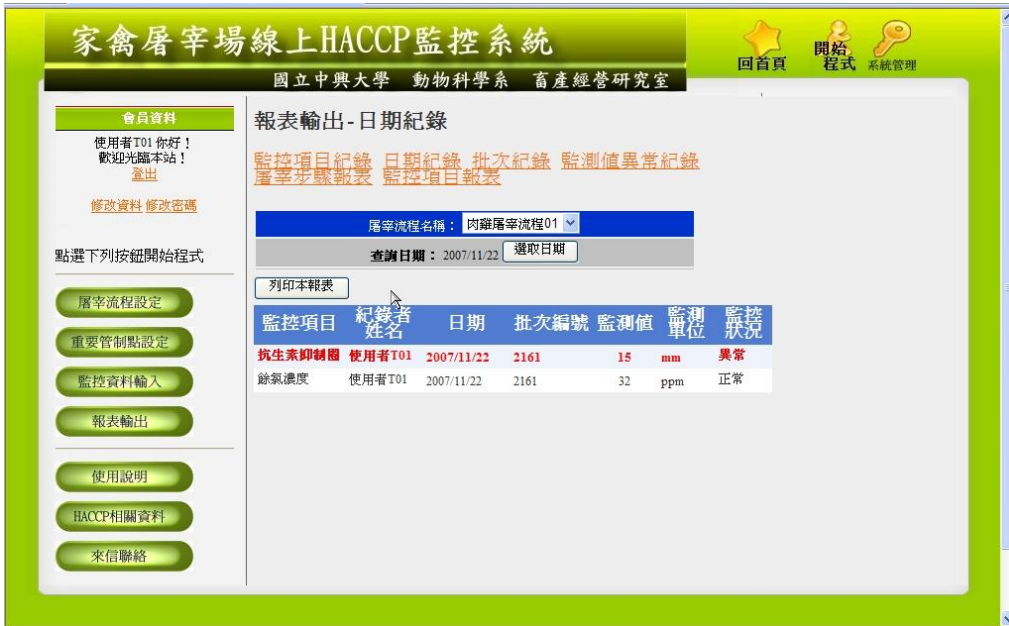 家禽屠宰場線上HACCP監控系統
國立中興大學 動物科學系 畜產經營研究室
回首頁
開始程式
系統管理
會員資料
使用者T01 你好！
歡迎光臨本站！
登出
修改資料 修改密碼
點選下列按鈕開始程式
屠宰流程設定
重要管制點設定
監控資料輸入
報表輸出
使用說明
HACCP相關資料
來信聯絡
報表輸出-日期紀錄
監控項目紀錄 日期紀錄 批次紀錄 監測值異常紀錄
屠宰步驟報表 監控項目報表
屠宰流程名稱： 肉雞屠宰流程01
查詢日期： 2007/11/22 選取日期
列印本報表
監控項目 紀錄者姓名 日期 批次編號 監測值 監測單位 監控狀況
抗生素抑制圈 使用者T01 2007/11/22 2161 15 mm 異常
餘氯濃度 使用者T01 2007/11/22 2161 32 ppm 正常